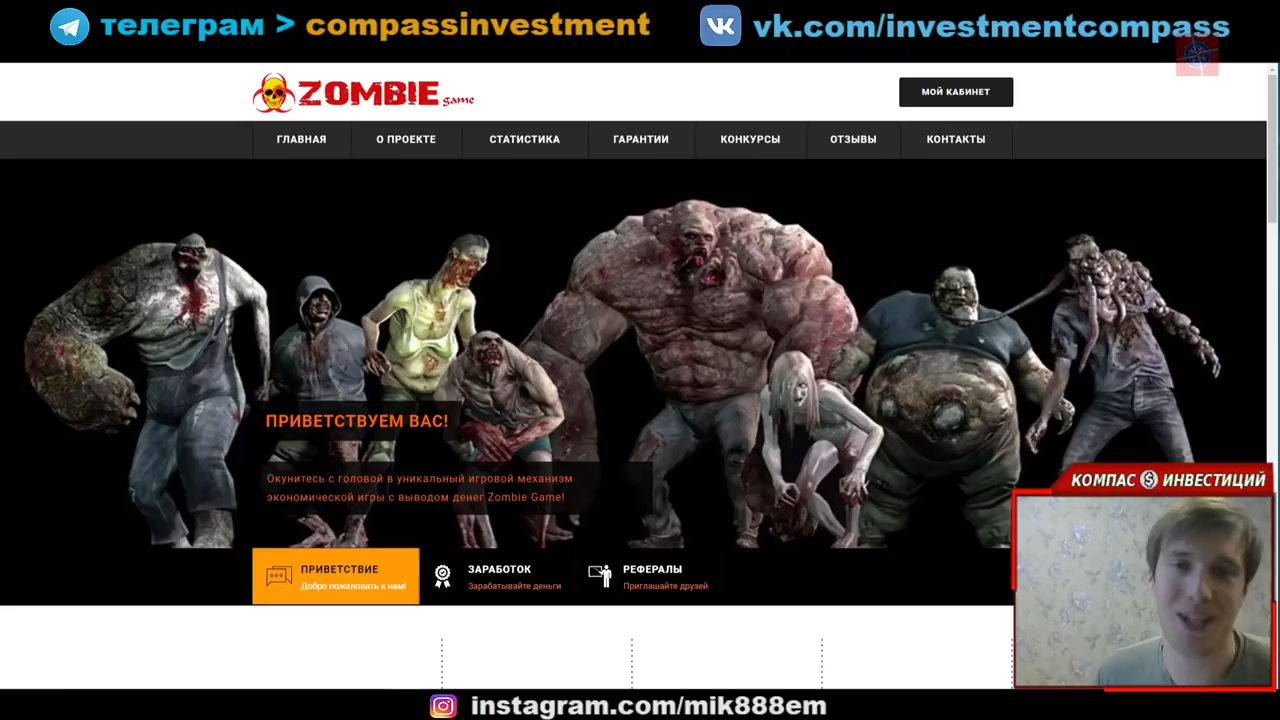 телеграм > compassinvestment
vk.com/investmentcompass
ZOMBIE game
МОЙ КАБИНЕТ
ГЛАВНАЯ
О ПРОЕКТЕ
СТАТИСТИКА
ГАРАНТИИ
КОНКУРСЫ
ОТЗЫВЫ
КОНТАКТЫ
ПРИВЕТСТВУЕМ ВАС!
Окунитесь с головой в уникальный игровой механизм
экономической игры с выводом денег Zombie Game!
КОМПАС $ ИНВЕСТИЦИЙ
ПРИВЕТСТВИЕ
Добро пожаловать к нам!
ЗАРАБОТОК
Зарабатывайте деньги
РЕФЕРАЛЫ
Приглашайте друзей
instagram.com/mik888em